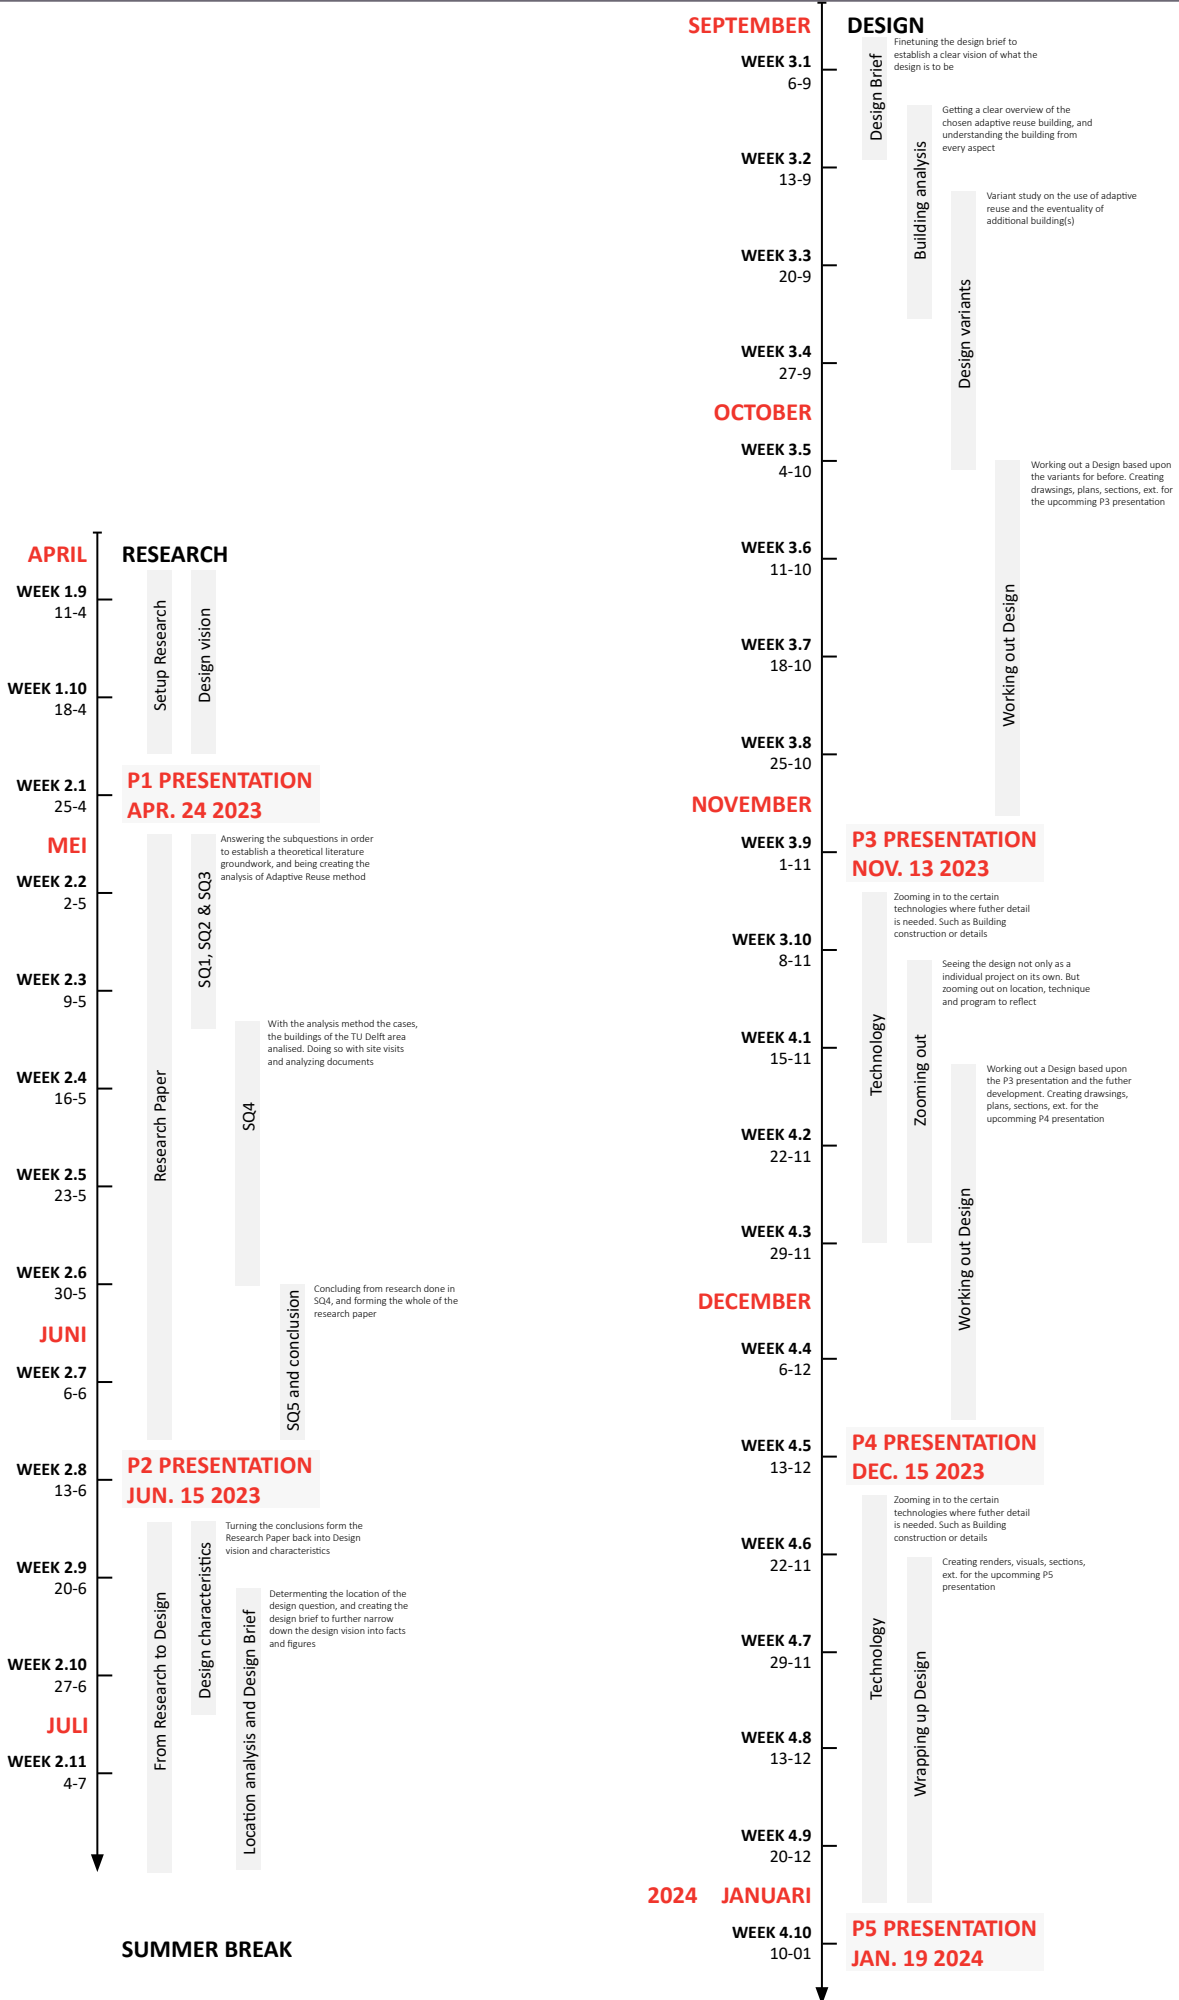 APRIL
RESEARCH
WEEK 1.9
11-4
Setup Research
Design vision
WEEK 1.10
18-4
WEEK 2.1
25-4
P1 PRESENTATION
APR. 24 2023
MEI
WEEK 2.2
2-5
Research Paper
SQ1, SQ2 & SQ3
Answering the subquestions in order
to establish a theoretical literature
groundwork, and being creating the
analysis of Adaptive Reuse method
WEEK 2.3
9-5
SQ4
With the analysis method the cases,
the buildings of the TU Delft area
analised. Doing so with site visits
and analyzing documents
WEEK 2.4
16-5
WEEK 2.5
23-5
WEEK 2.6
30-5
SQ5 and conclusion
Concluding from research done in
SQ4, and forming the whole of the
research paper
JUNI
WEEK 2.7
6-6
WEEK 2.8
13-6
P2 PRESENTATION
JUN. 15 2023
From Research to Design
Design characteristics
Turning the conclusions form the
Research Paper back into Design
vision and characteristics
WEEK 2.9
20-6
Location analysis and Design Brief
Determenting the location of the
design question, and creating the
design brief to further narrow
down the design vision into facts
and figures
WEEK 2.10
27-6
JULI
WEEK 2.11
4-7
SUMMER BREAK
SEPTEMBER
DESIGN
WEEK 3.1
6-9
Design Brief
Finetuning the design brief to
establish a clear vision of what the
design is to be
Building analysis
Getting a clear overview of the
chosen adaptive reuse building, and
understanding the building from
every aspect
WEEK 3.2
13-9
Design variants
Variant study on the use of adaptive
reuse and the eventuality of
additional building(s)
WEEK 3.3
20-9
WEEK 3.4
27-9
OCTOBER
WEEK 3.5
4-10
Working out Design
Working out a Design based upon
the variants for before. Creating
drawsings, plans, sections, ext. for
the upcomming P3 presentation
WEEK 3.6
11-10
WEEK 3.7
18-10
WEEK 3.8
25-10
NOVEMBER
WEEK 3.9
1-11
P3 PRESENTATION
NOV. 13 2023
Technology
Zooming in to the certain
technologies where futher detail
is needed. Such as Building
construction or details
WEEK 3.10
8-11
Zooming out
Seeing the design not only as a
individual project on its own. But
zooming out on location, technique
and program to reflect
WEEK 4.1
15-11
Working out Design
Working out a Design based upon
the P3 presentation and the futher
development. Creating drawsings,
plans, sections, ext. for the
upcomming P4 presentation
WEEK 4.2
22-11
WEEK 4.3
29-11
DECEMBER
WEEK 4.4
6-12
WEEK 4.5
13-12
P4 PRESENTATION
DEC. 15 2023
Technology
Zooming in to the certain
technologies where futher detail
is needed. Such as Building
construction or details
WEEK 4.6
22-11
Wrapping up Design
Creating renders, visuals, sections,
ext. for the upcomming P5
presentation
WEEK 4.7
29-11
WEEK 4.8
13-12
WEEK 4.9
20-12
2024 JANUARI
WEEK 4.10
10-01
P5 PRESENTATION
JAN. 19 2024